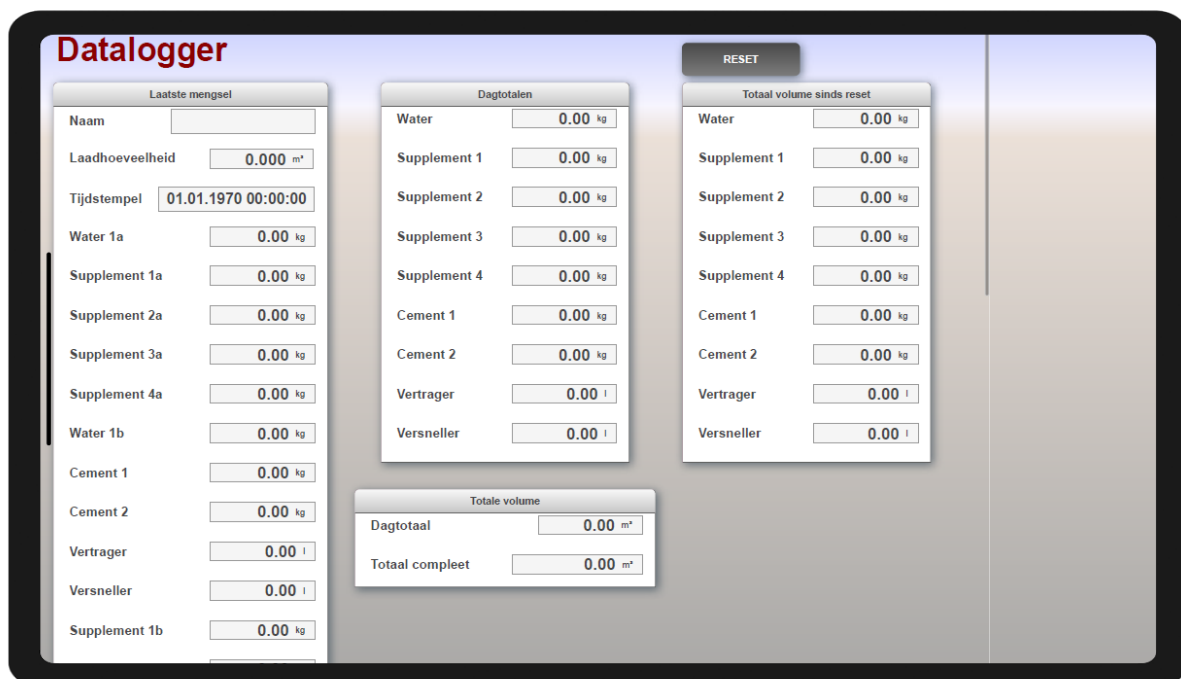 Datalogger
RESET
Laatste mengsel
Naam
Laadhoeveelheid 0.000 m³
Tijdstempel 01.01.1970 00:00:00
Water 1a 0.00 kg
Supplement 1a 0.00 kg
Supplement 2a 0.00 kg
Supplement 3a 0.00 kg
Supplement 4a 0.00 kg
Water 1b 0.00 kg
Cement 1 0.00 kg
Cement 2 0.00 kg
Vertrager 0.00 l
Versneller 0.00 l
Supplement 1b 0.00 kg
Dagtotalen
Water 0.00 kg
Supplement 1 0.00 kg
Supplement 2 0.00 kg
Supplement 3 0.00 kg
Supplement 4 0.00 kg
Cement 1 0.00 kg
Cement 2 0.00 kg
Vertrager 0.00 l
Versneller 0.00 l
Totale volume
Dagtotaal 0.00 m³
Totaal compleet 0.00 m³
Totaal volume sinds reset
Water 0.00 kg
Supplement 1 0.00 kg
Supplement 2 0.00 kg
Supplement 3 0.00 kg
Supplement 4 0.00 kg
Cement 1 0.00 kg
Cement 2 0.00 kg
Vertrager 0.00 l
Versneller 0.00 l